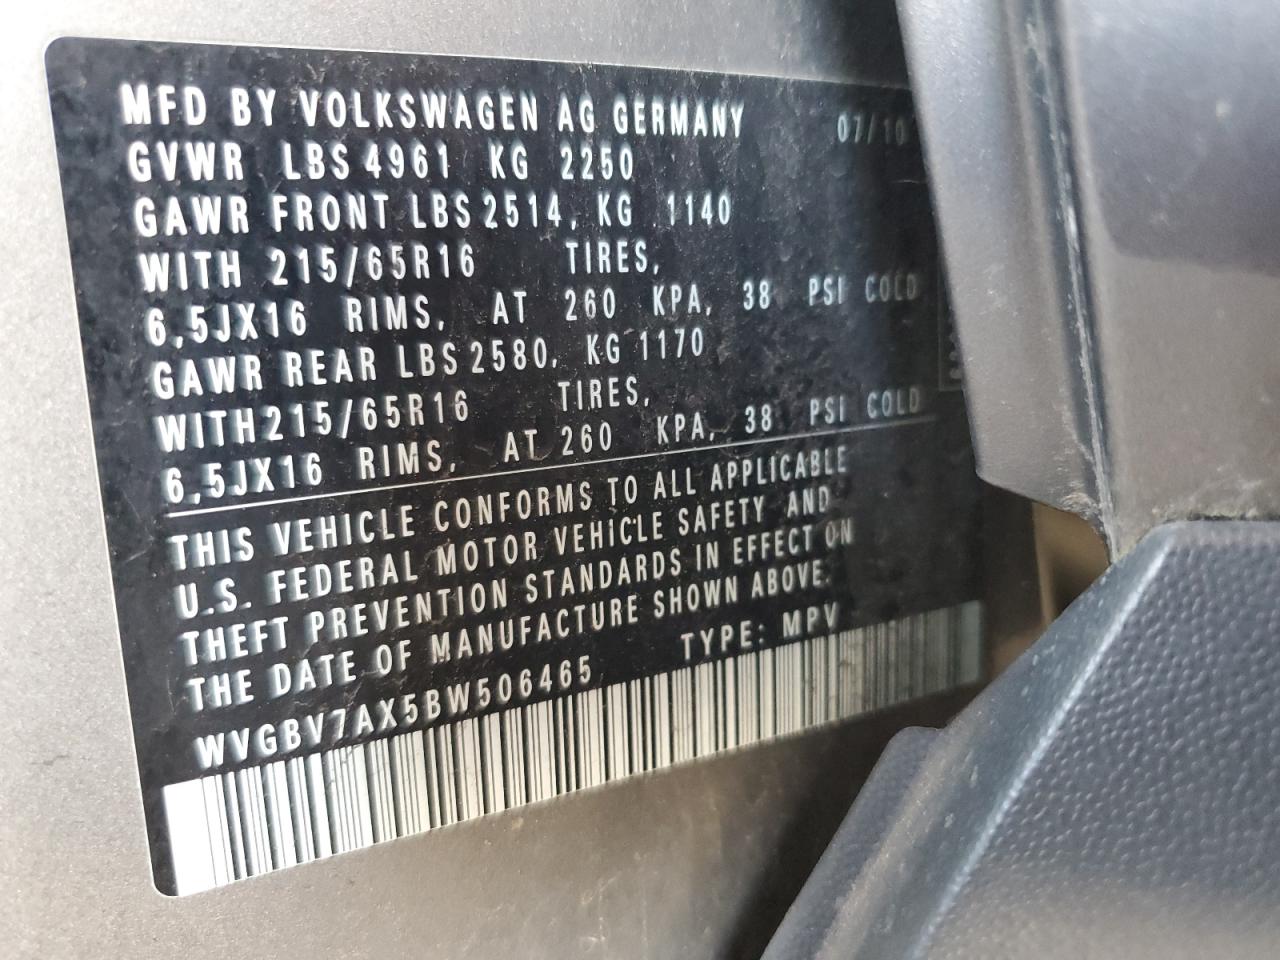 MFD BY VOLKSWAGEN AG GERMANY 07/10
GVWR LBS 4961 KG 2250
GAWR FRONT LBS 2514, KG 1140
WITH 215/65R16 TIRES,
6,5JX16 RIMS, AT 260 KPA, 38 PSI COLD
GAWR REAR LBS 2580, KG 1170
WITH 215/65R16 TIRES,
6,5JX16 RIMS, AT 260 KPA, 38 PSI COLD
THIS VEHICLE CONFORMS TO ALL APPLICABLE
U.S. FEDERAL MOTOR VEHICLE SAFETY AND
THEFT PREVENTION STANDARDS IN EFFECT ON
THE DATE OF MANUFACTURE SHOWN ABOVE.
WVGBV7AX5BW506465 TYPE: MPV